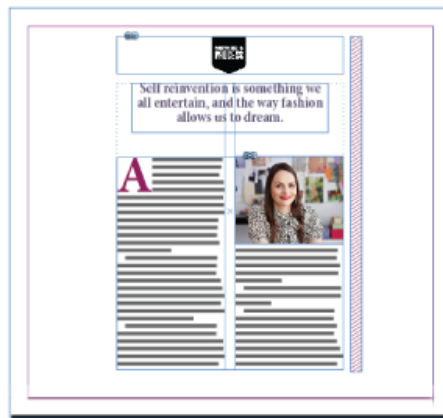 Self reinvention is something we
all entertain, and the way fashion
allows us to dream.
A